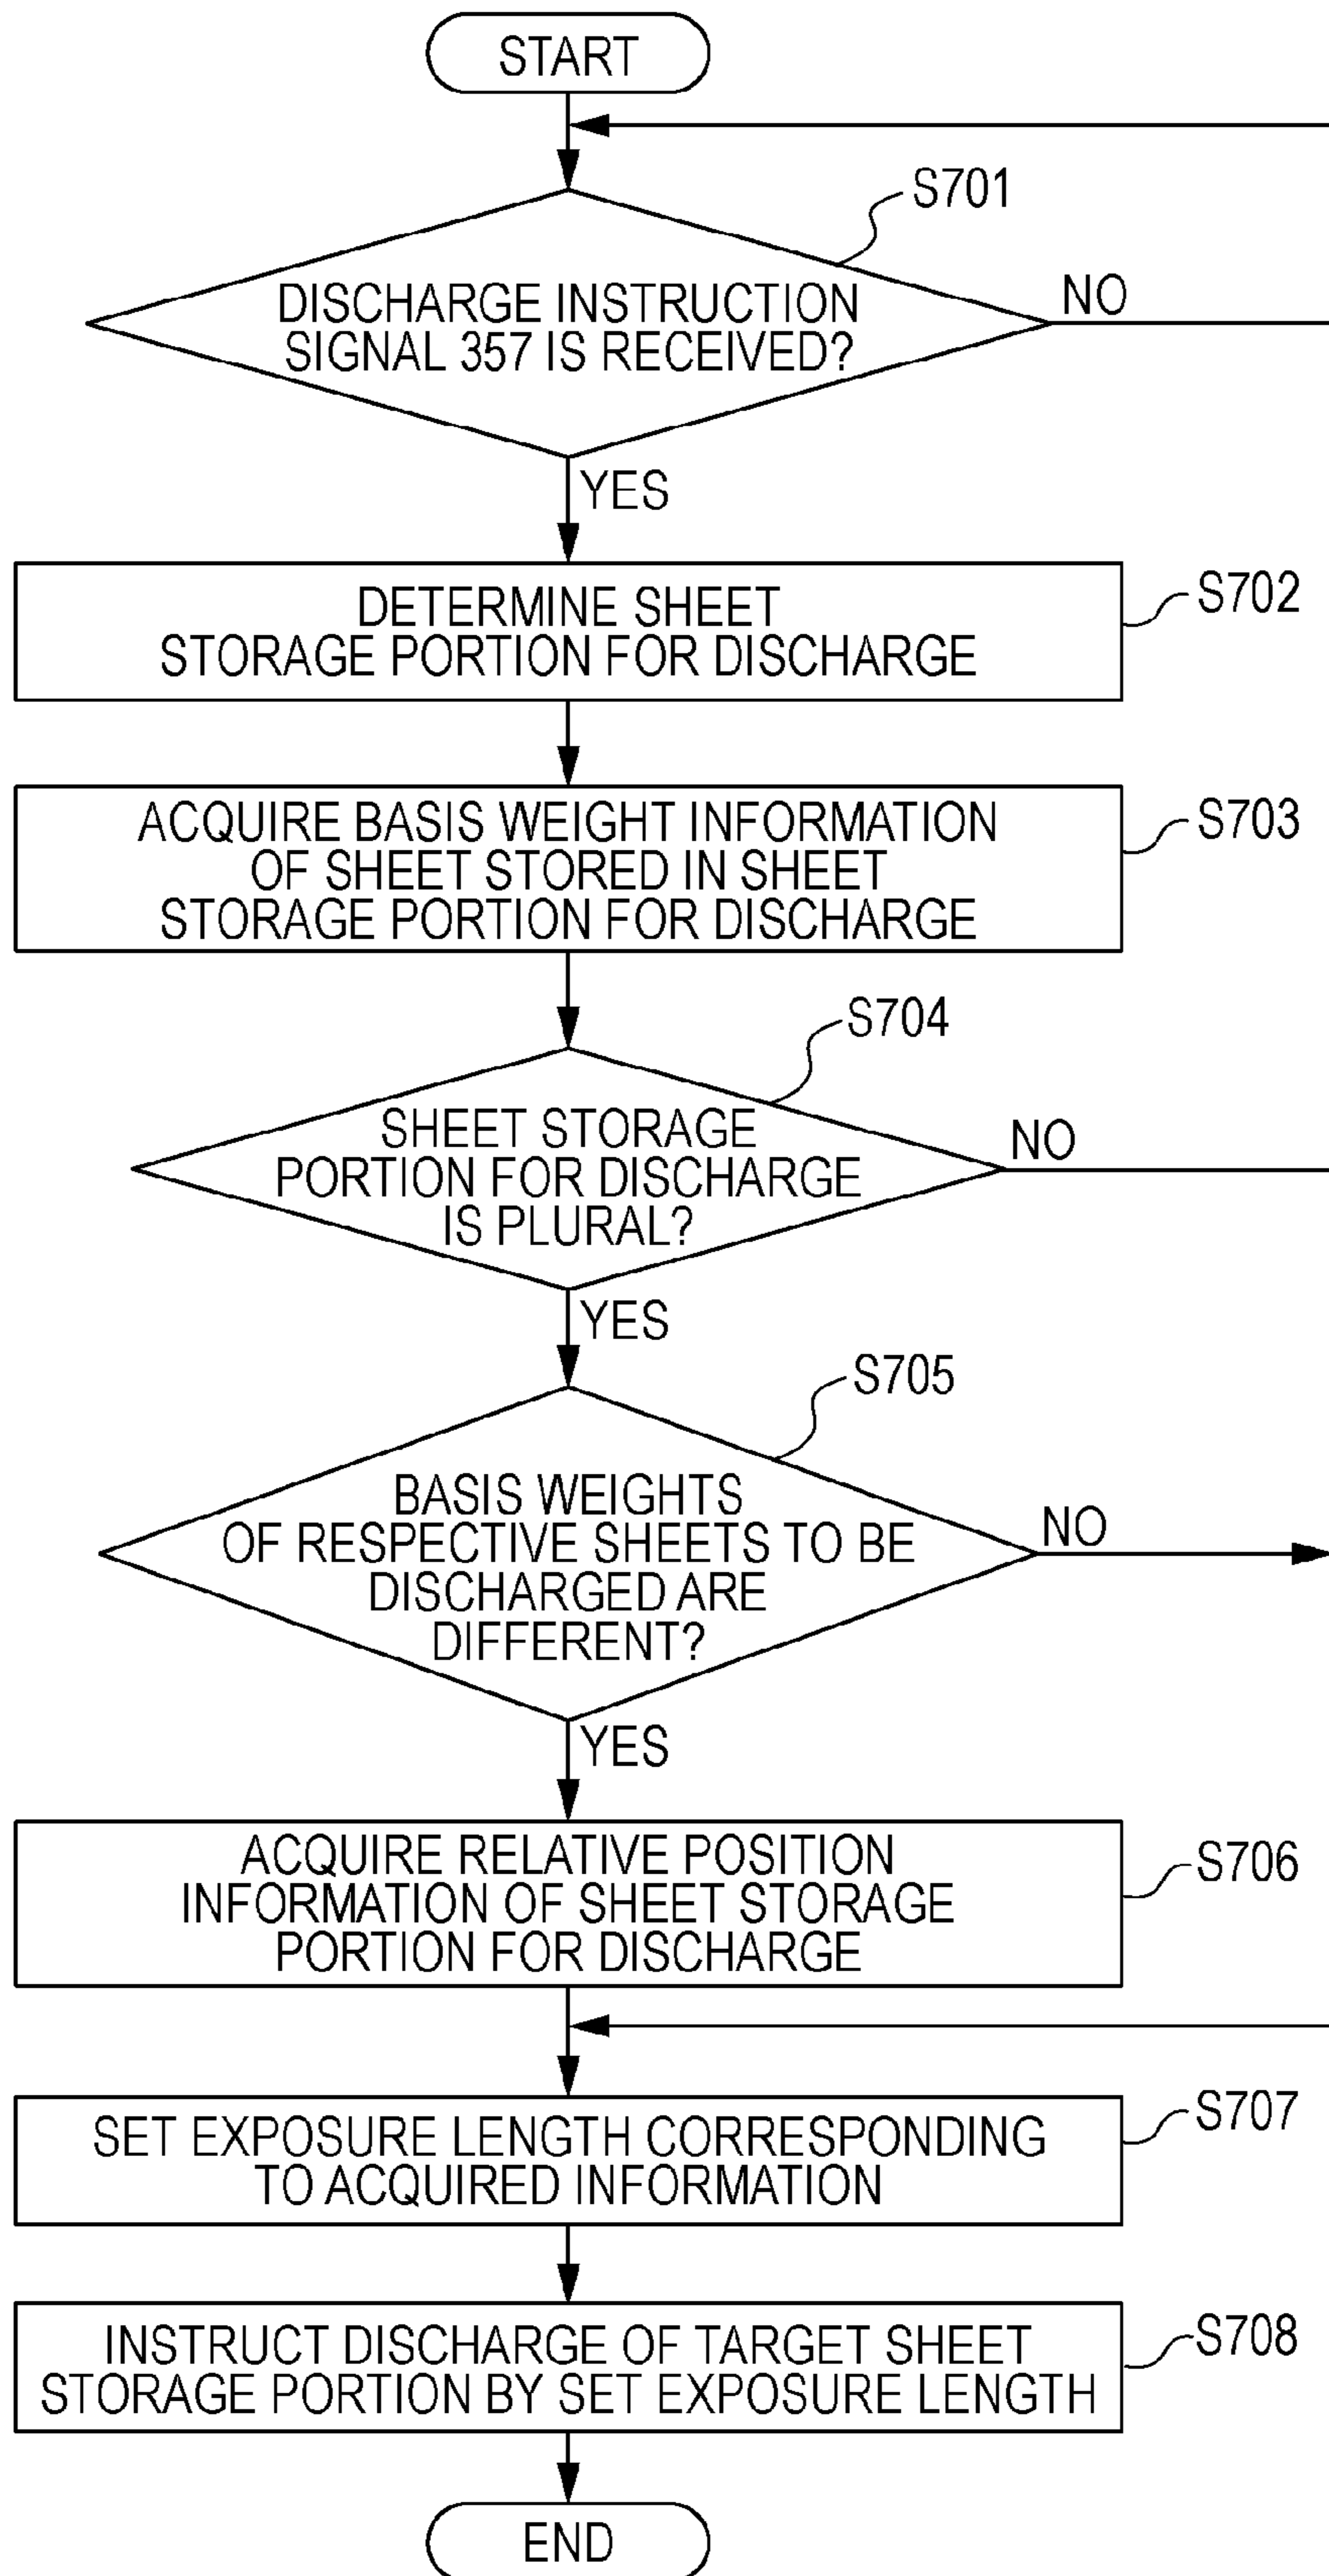 START
S701
DISCHARGE INSTRUCTION
SIGNAL 357 IS RECEIVED?
NO
YES
DETERMINE SHEET
STORAGE PORTION FOR DISCHARGE
S702
ACQUIRE BASIS WEIGHT INFORMATION
OF SHEET STORED IN SHEET
STORAGE PORTION FOR DISCHARGE
S703
S704
SHEET STORAGE
PORTION FOR DISCHARGE
IS PLURAL?
NO
YES
S705
BASIS WEIGHTS
OF RESPECTIVE SHEETS TO BE
DISCHARGED ARE
DIFFERENT?
NO
YES
ACQUIRE RELATIVE POSITION
INFORMATION OF SHEET STORAGE
PORTION FOR DISCHARGE
S706
SET EXPOSURE LENGTH CORRESPONDING
TO ACQUIRED INFORMATION
S707
INSTRUCT DISCHARGE OF TARGET SHEET
STORAGE PORTION BY SET EXPOSURE LENGTH
S708
END